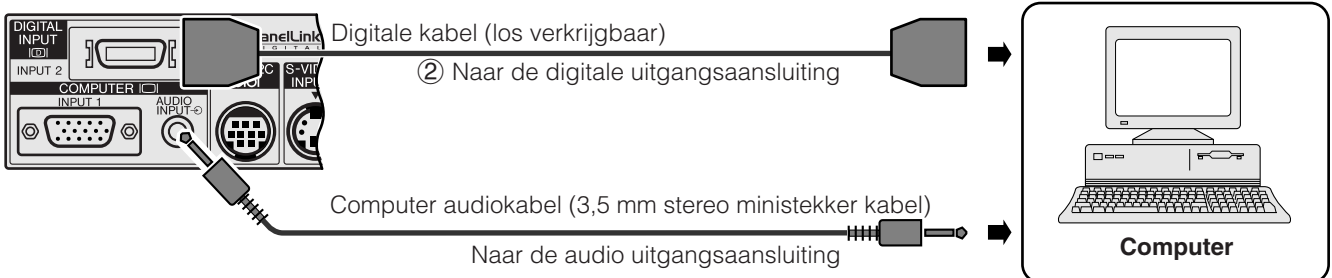 DIGITAL
INPUT
INPUT 2
anelLink
DIGITAL
COMPUTER
INPUT 1
AUDIO
INPUT
S-VID
INPU
Digitale kabel (los verkrijgbaar)
② Naar de digitale uitgangsaansluiting
Computer audiokabel (3,5 mm stereo ministekker kabel)
Naar de audio uitgangsaansluiting
Computer